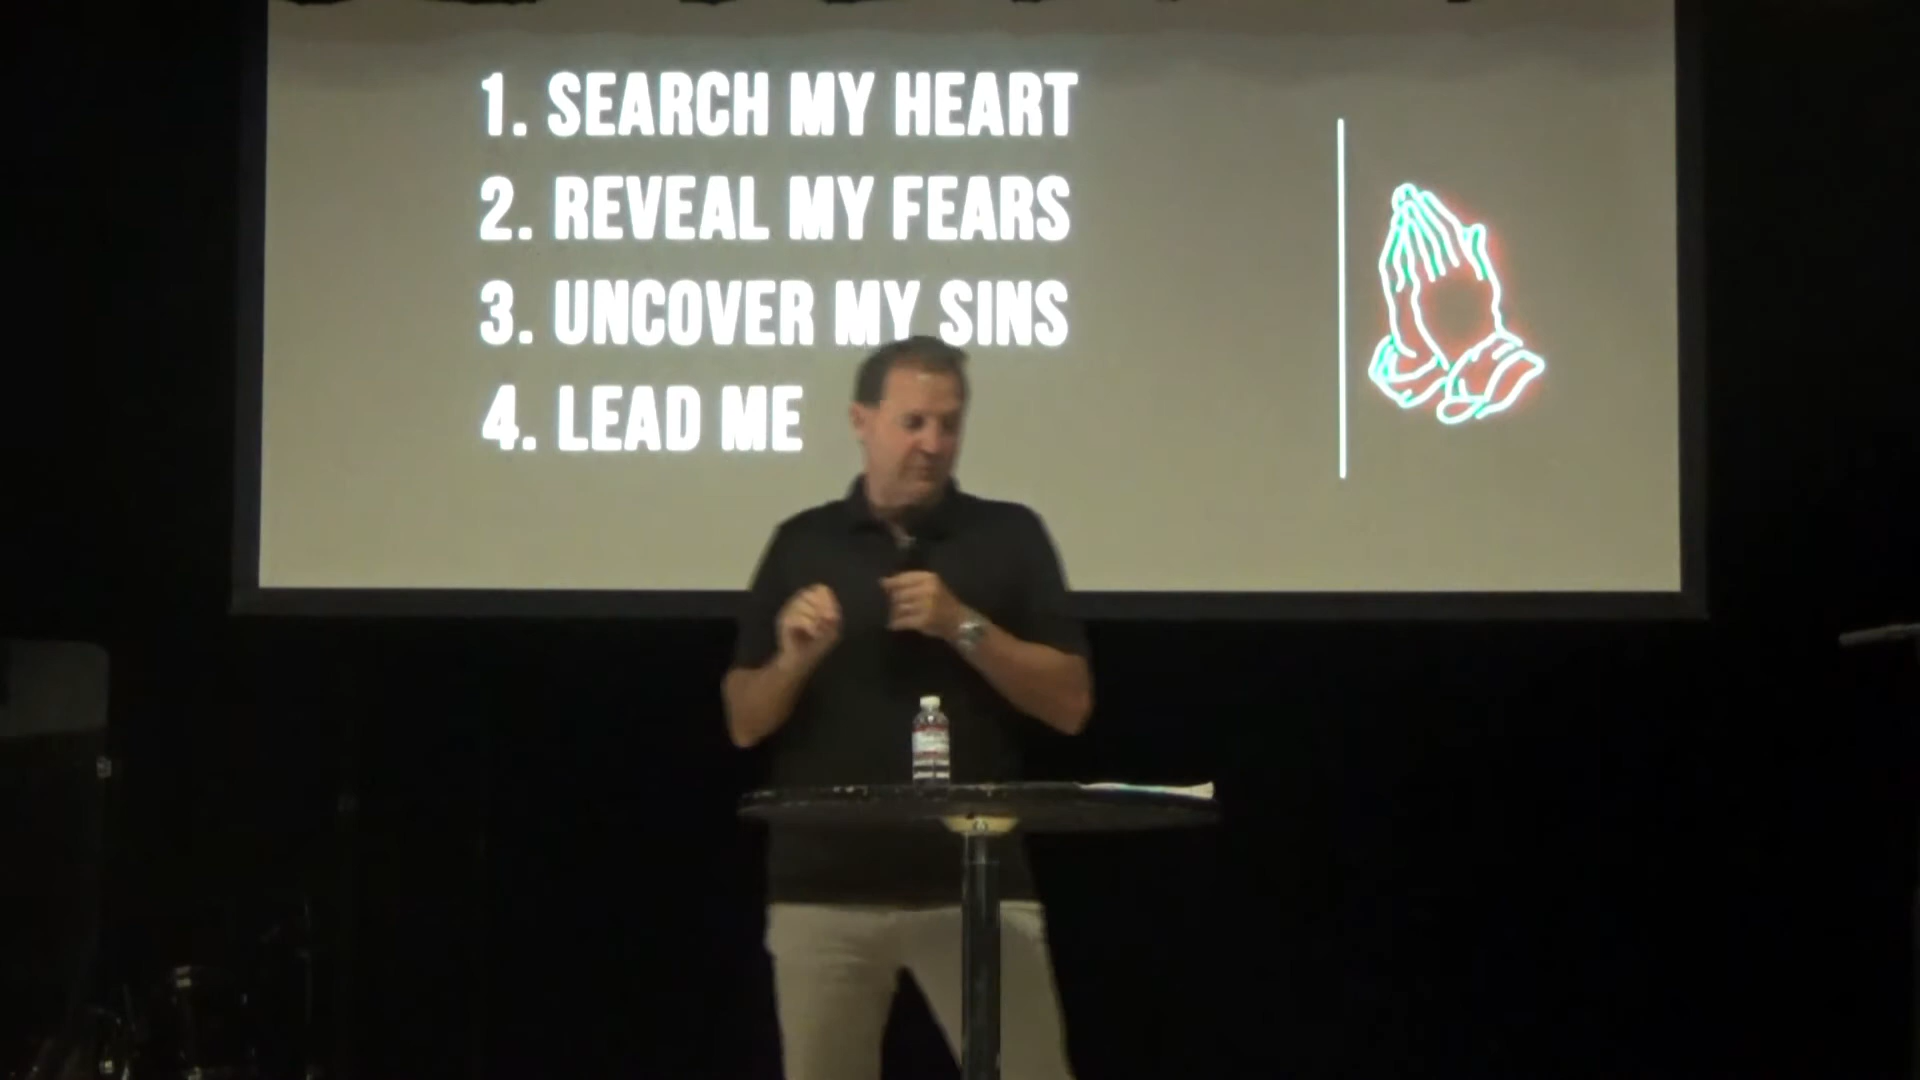 1. SEARCH MY HEART
2. REVEAL MY FEARS
3. UNCOVER MY SINS
4. LEAD ME